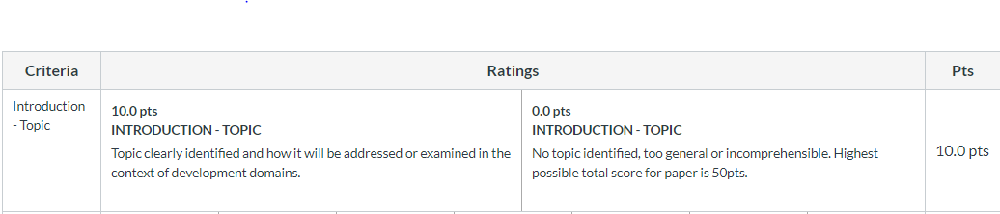 Criteria Ratings Pts
Introduction
- Topic
10.0 pts
INTRODUCTION - TOPIC
Topic clearly identified and how it will be addressed or examined in the
context of development domains.
0.0 pts
INTRODUCTION - TOPIC
No topic identified, too general or incomprehensible. Highest
possible total score for paper is 50pts.
10.0 pts